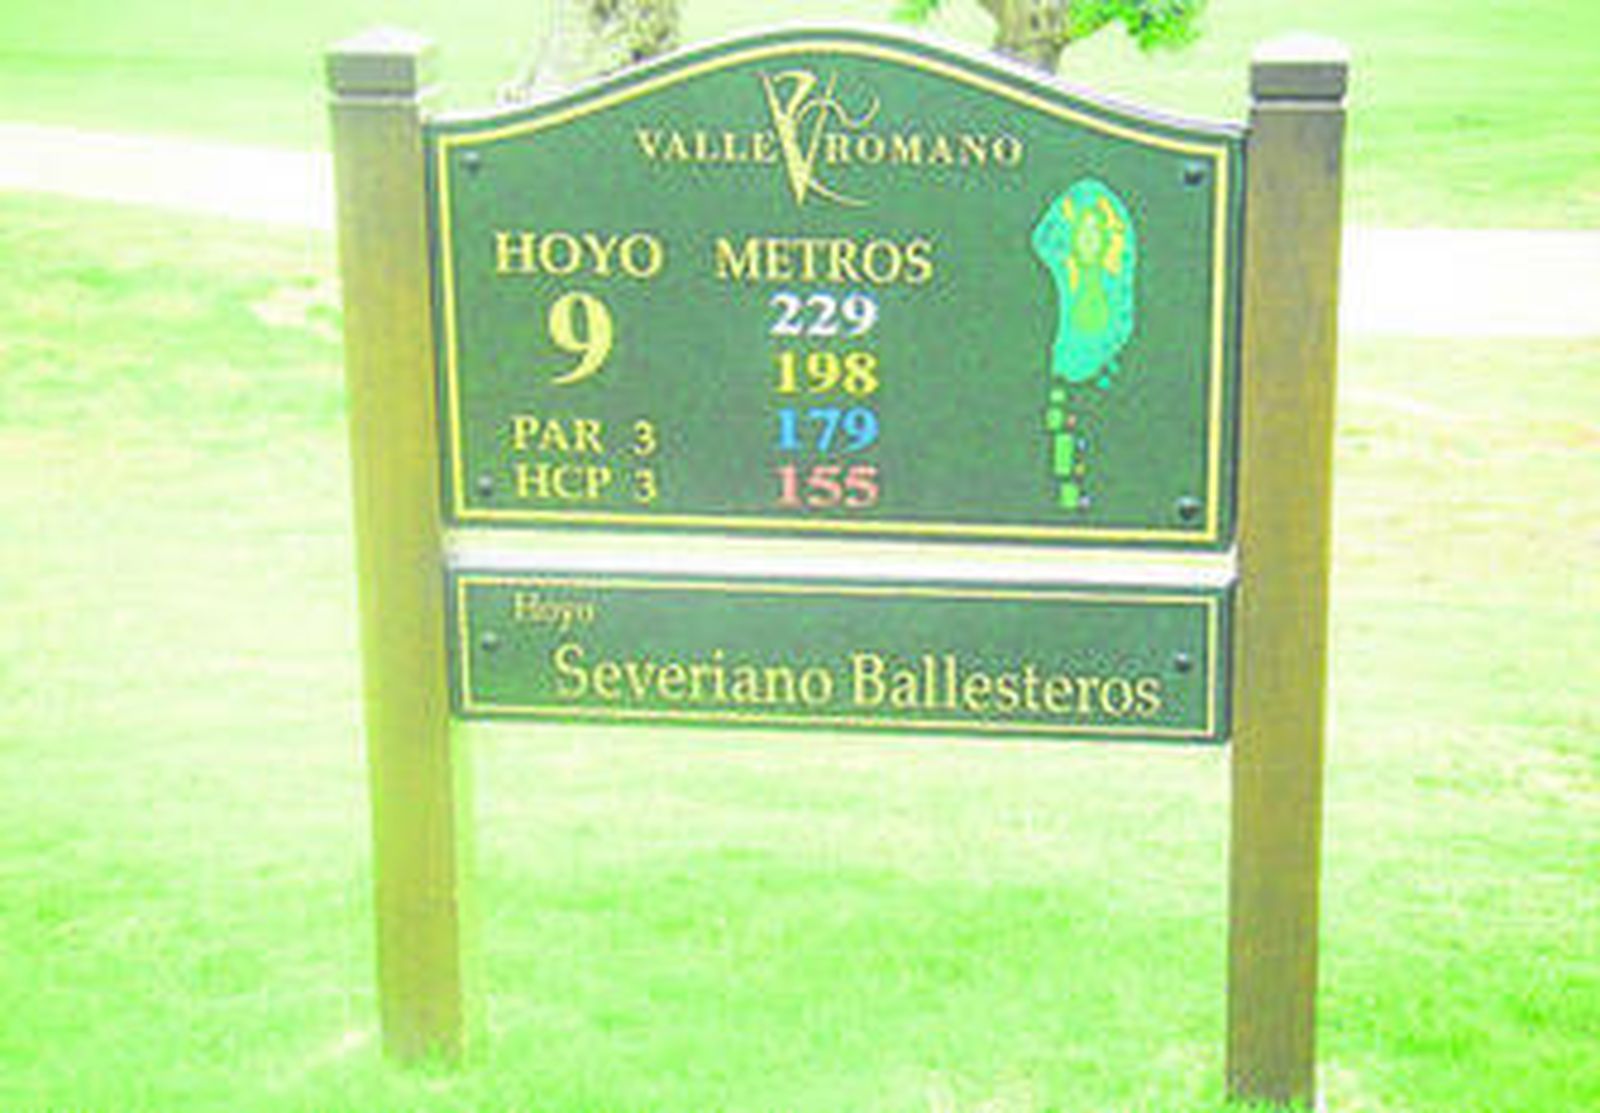 VALLE ROMANO
HOYO METROS
9
229
198
179
155
PAR 3
HCP 3
Hoyo
Severiano Ballesteros